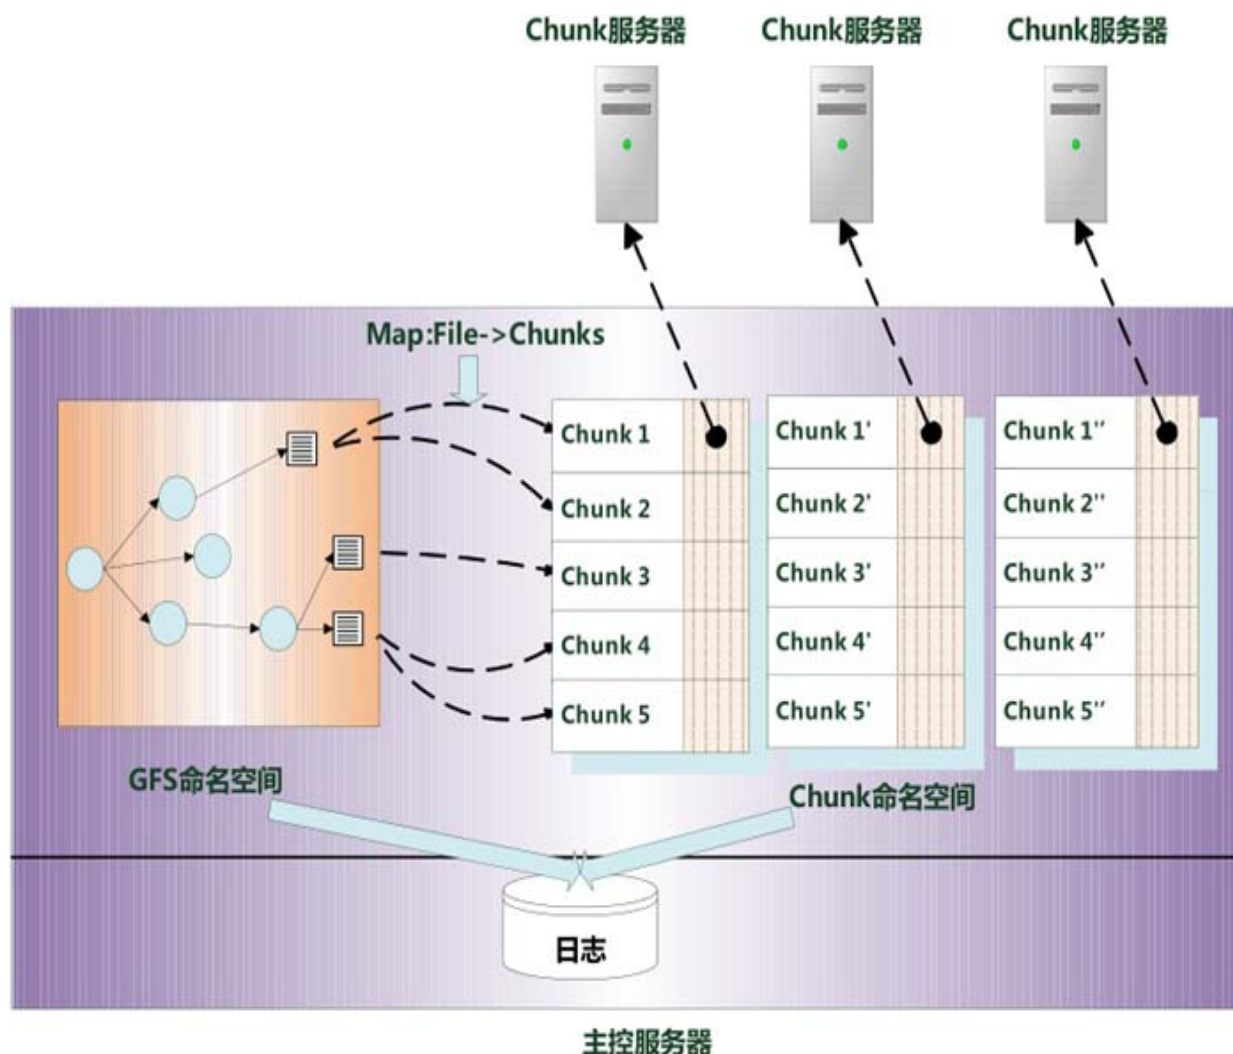 Chunk服务器
Chunk服务器
Chunk服务器
Map:File->Chunks
Chunk 1
Chunk 2
Chunk 3
Chunk 4
Chunk 5
Chunk 1'
Chunk 2'
Chunk 3'
Chunk 4'
Chunk 5'
Chunk 1''
Chunk 2''
Chunk 3''
Chunk 4''
Chunk 5''
GFS命名空间
Chunk命名空间
日志
主控服务器